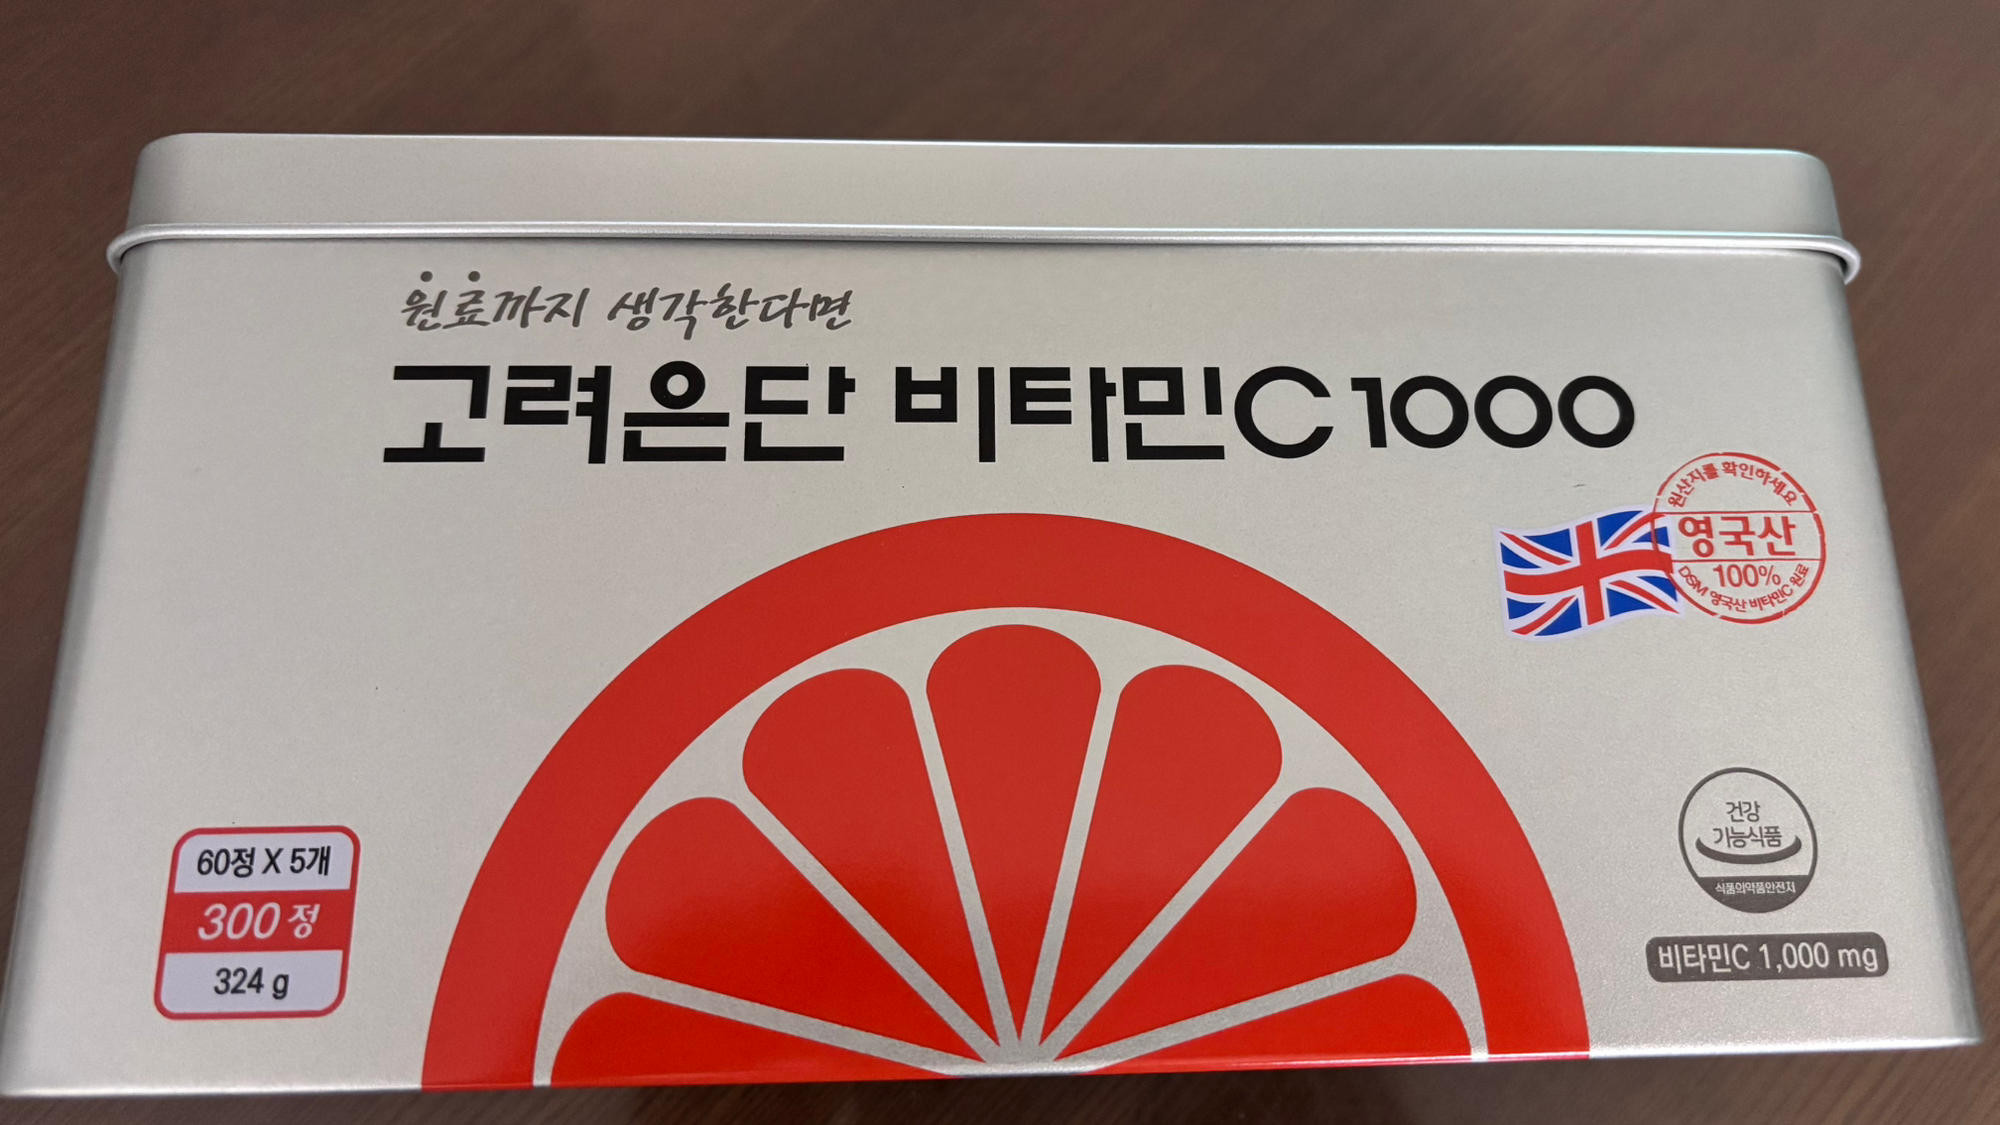 원료까지 생각한다면
고려은단 비타민C 1000
원산지를 확인하세요
영국산
100%
DSM 영국산 비타민C 원료
60정 X 5개
300정
324 g
건강
기능식품
식품의약품안전처
비타민C 1,000 mg